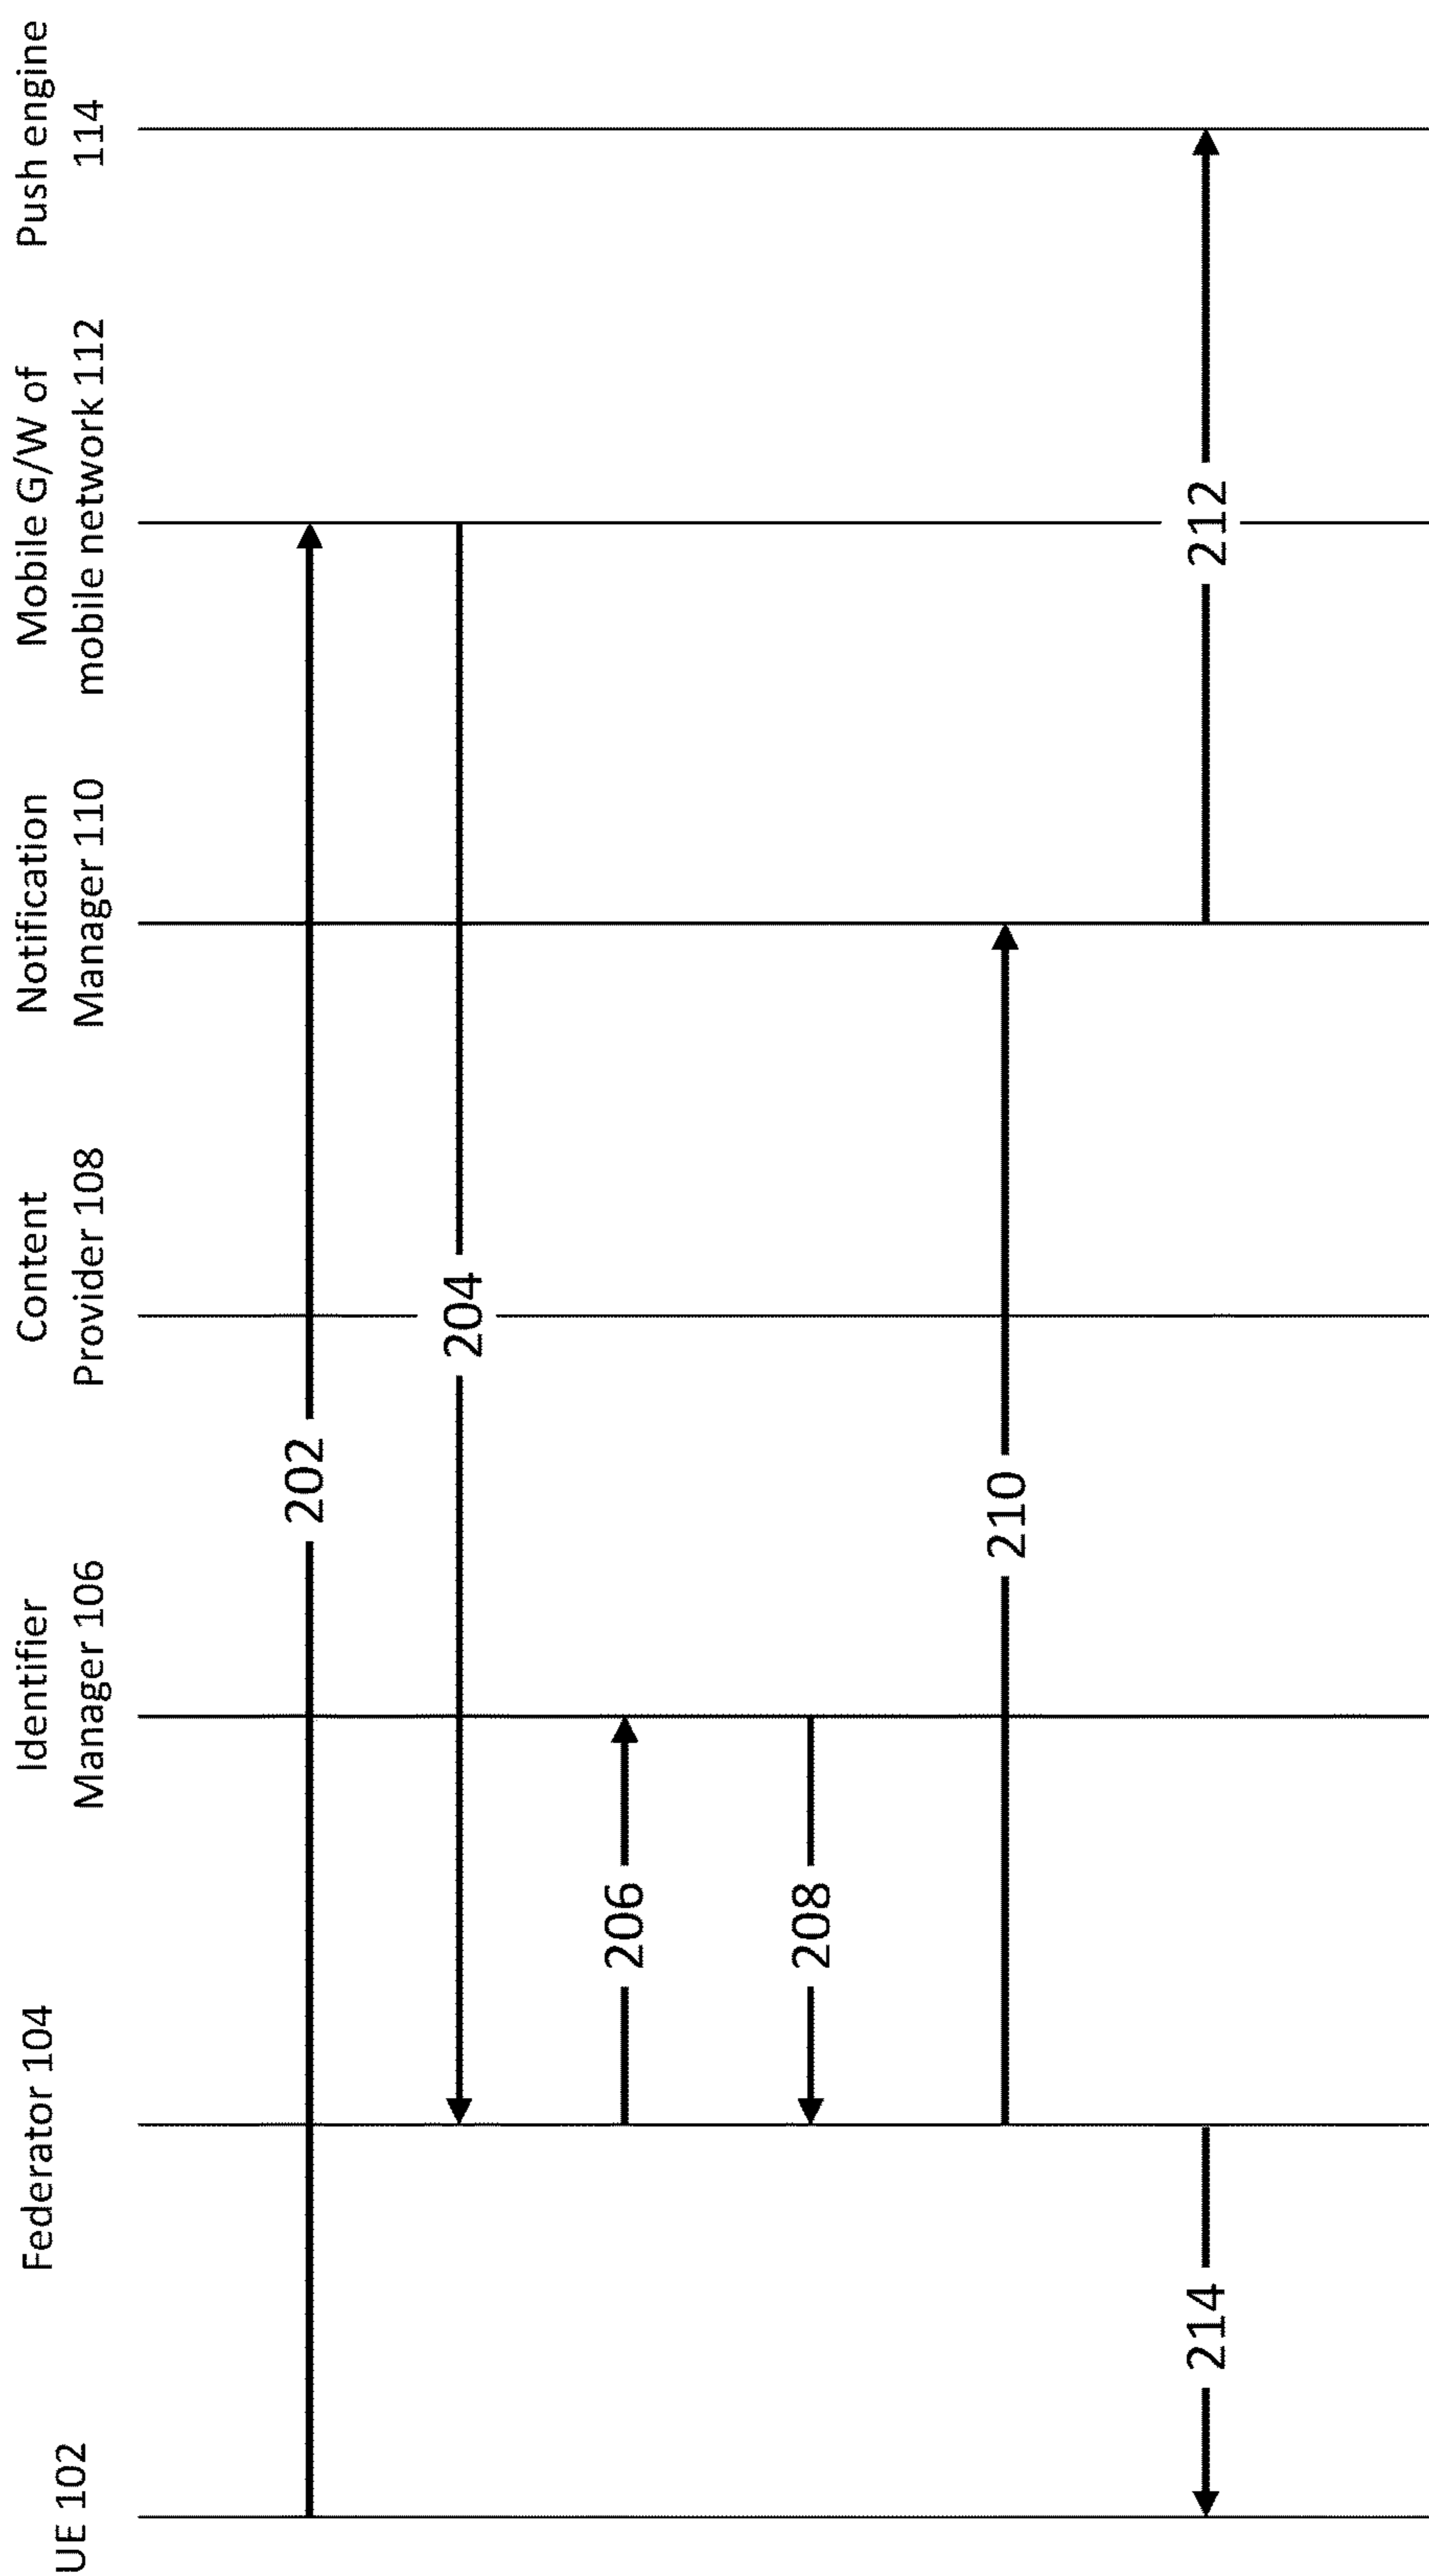 UE 102
Federator 104
Identifier
Manager 106
Content
Provider 108
Notification
Manager 110
Mobile G/W of
mobile network 112
Push engine
114
202
204
206
208
210
214
212